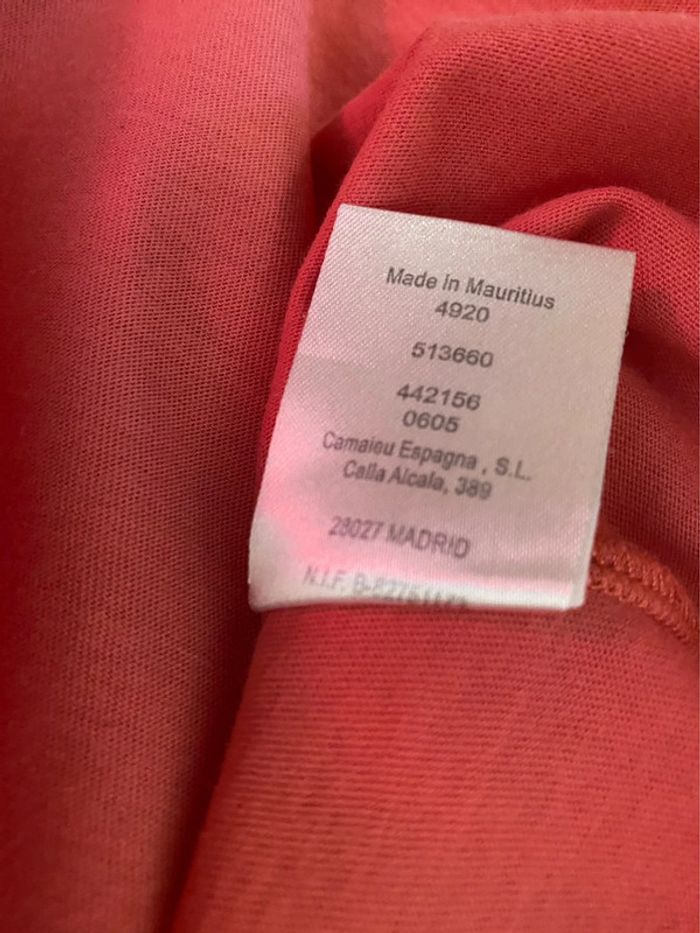 Made in Mauritius
4920
513660
442156
0605
Camaieu Espagna , S.L.
Calla Alcala, 389
28027 MADRID
N.I.F.